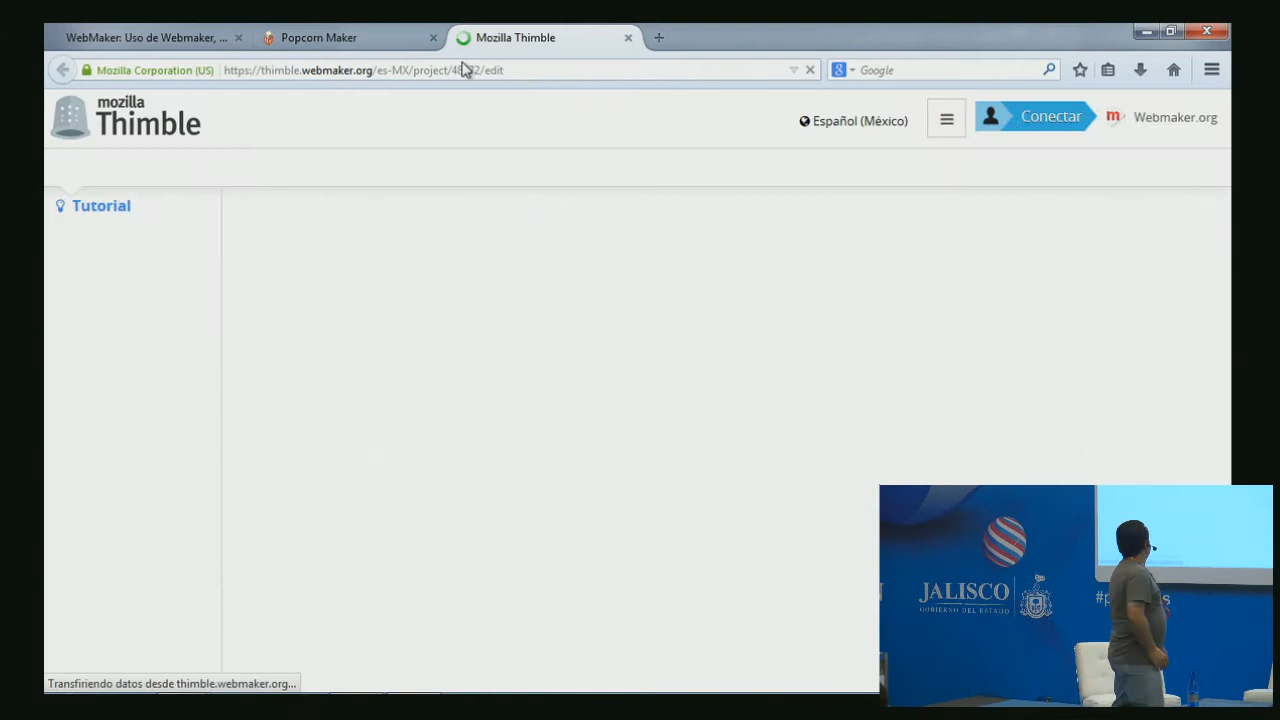 WebMaker: Uso de Webmaker, ...
Popcorn Maker
Mozilla Thimble
Mozilla Corporation (US)
https://thimble.webmaker.org/es-MX/project/
/edit
Google
mozilla
Thimble
Español (México)
Conectar
m
Webmaker.org
Tutorial
JALISCO
GOBIERNO DEL ESTADO
Transfiriendo datos desde thimble.webmaker.org...